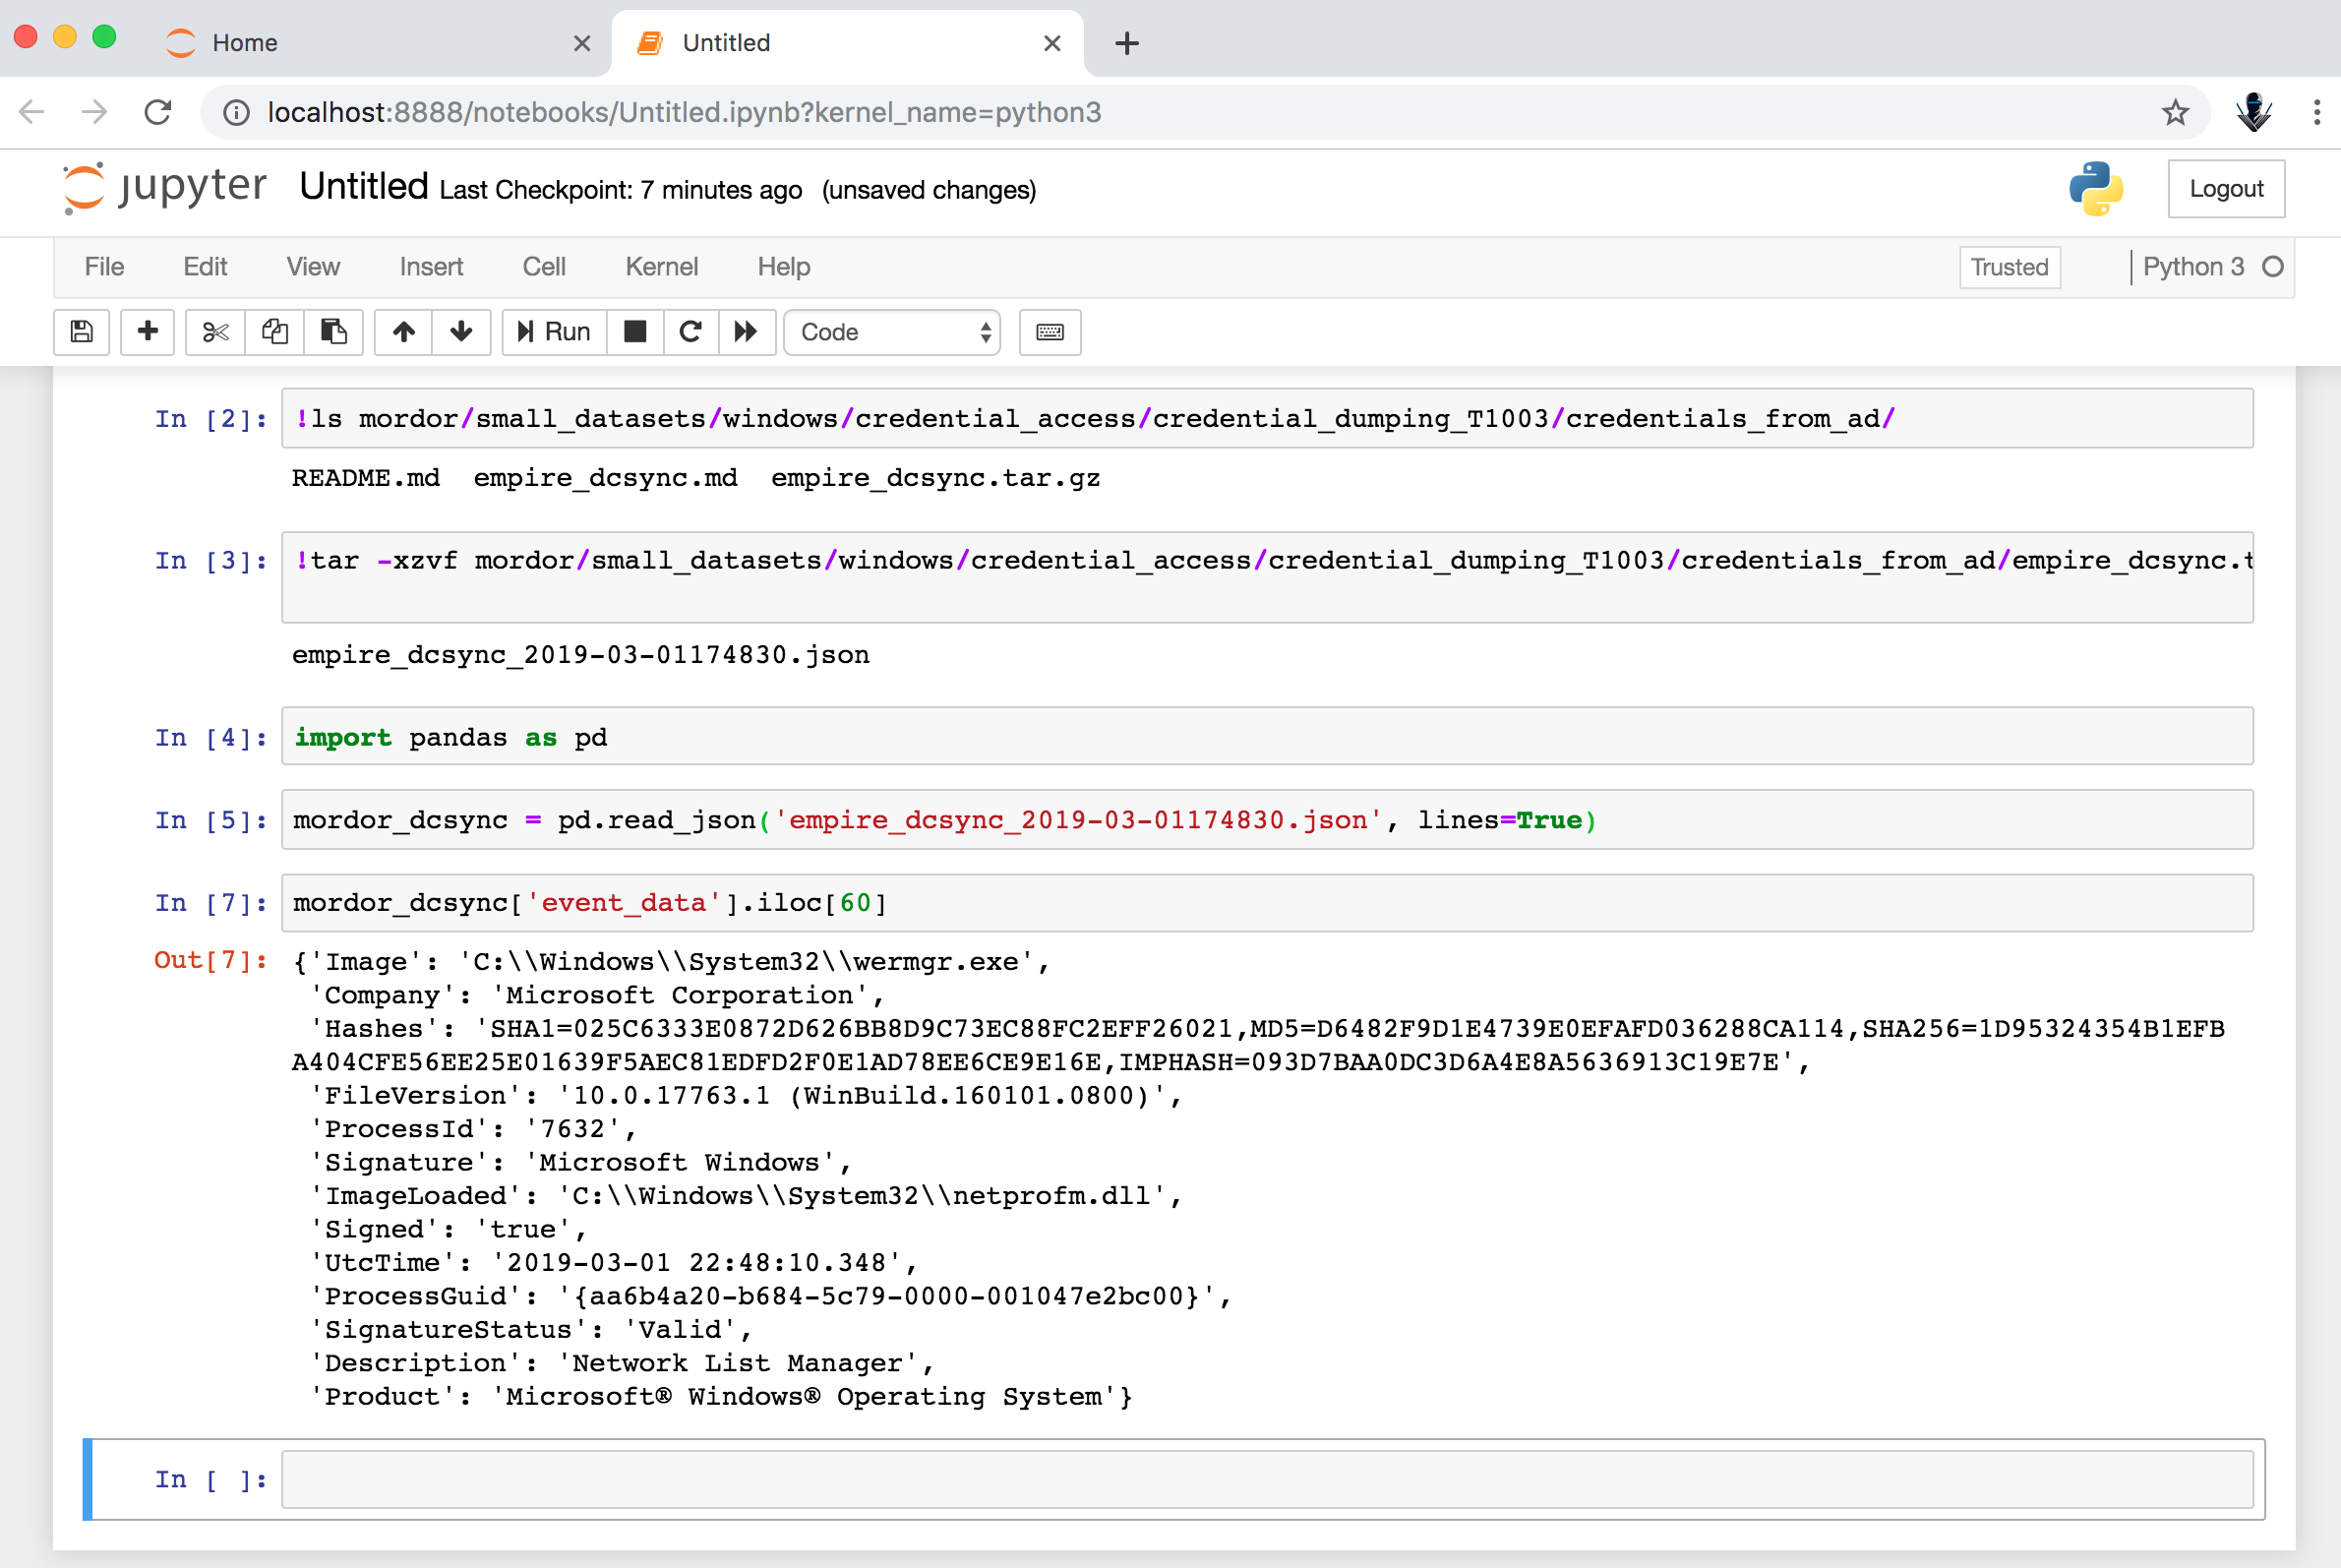 Home
Untitled
localhost:8888/notebooks/Untitled.ipynb?kernel_name=python3
jupyter Untitled Last Checkpoint: 7 minutes ago (unsaved changes)
Logout
File Edit View Insert Cell Kernel Help
Trusted
Python 3
Run
Code
In [2]: !ls mordor/small_datasets/windows/credential_access/credential_dumping_T1003/credentials_from_ad/
README.md empire_dcsync.md empire_dcsync.tar.gz
In [3]: !tar -xzvf mordor/small_datasets/windows/credential_access/credential_dumping_T1003/credentials_from_ad/empire_dcsync.t
empire_dcsync_2019-03-01174830.json
In [4]: import pandas as pd
In [5]: mordor_dcsync = pd.read_json('empire_dcsync_2019-03-01174830.json', lines=True)
In [7]: mordor_dcsync['event_data'].iloc[60]
Out[7]: {'Image': 'C:\\Windows\\System32\\wermgr.exe',
'Company': 'Microsoft Corporation',
'Hashes': 'SHA1=025C6333E0872D626BB8D9C73EC88FC2EFF26021,MD5=D6482F9D1E4739E0EFAFD036288CA114,SHA256=1D95324354B1EFB
A404CFE56EE25E01639F5AEC81EDFD2F0E1AD78EE6CE9E16E,IMPHASH=093D7BAA0DC3D6A4E8A5636913C19E7E',
'FileVersion': '10.0.17763.1 (WinBuild.160101.0800)',
'ProcessId': '7632',
'Signature': 'Microsoft Windows',
'ImageLoaded': 'C:\\Windows\\System32\\netprofm.dll',
'Signed': 'true',
'UtcTime': '2019-03-01 22:48:10.348',
'ProcessGuid': '{aa6b4a20-b684-5c79-0000-001047e2bc00}',
'SignatureStatus': 'Valid',
'Description': 'Network List Manager',
'Product': 'Microsoft® Windows® Operating System'}
In [ ]: